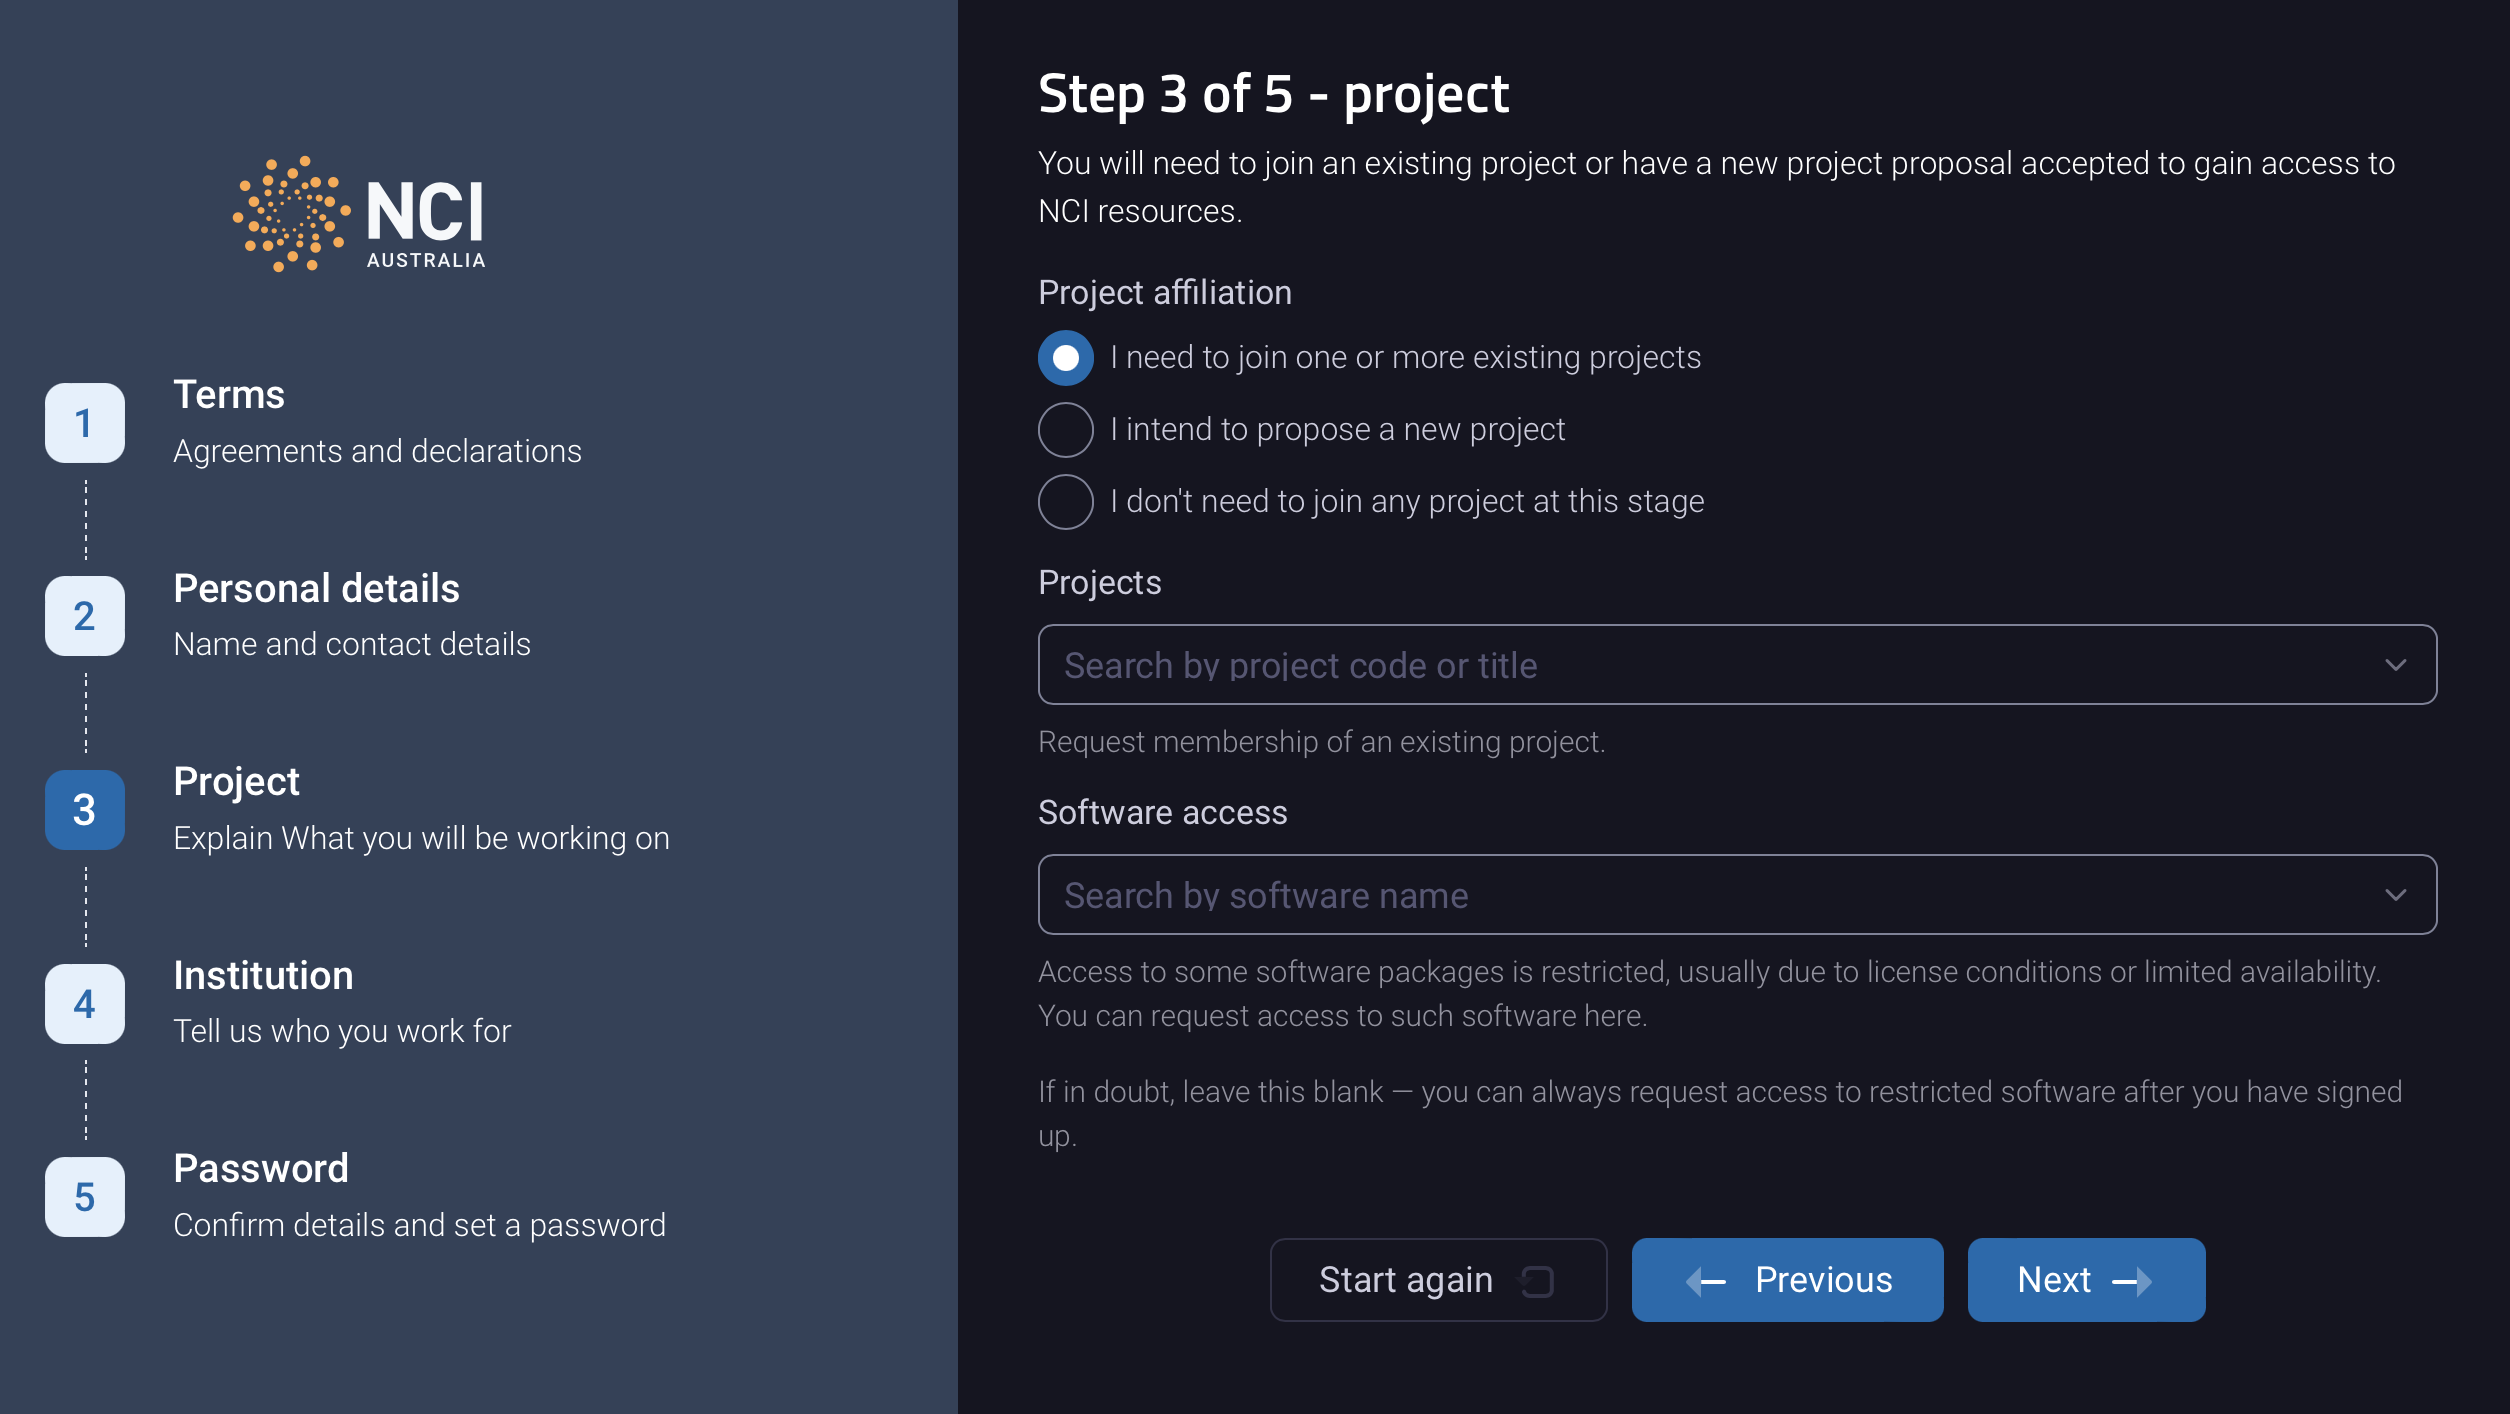 NCI
AUSTRALIA
1
Terms
Agreements and declarations
2
Personal details
Name and contact details
3
Project
Explain What you will be working on
4
Institution
Tell us who you work for
5
Password
Confirm details and set a password
Step 3 of 5 - project
You will need to join an existing project or have a new project proposal accepted to gain access to
NCI resources.
Project affiliation
I need to join one or more existing projects
I intend to propose a new project
I don't need to join any project at this stage
Projects
Search by project code or title
Request membership of an existing project.
Software access
Search by software name
Access to some software packages is restricted, usually due to license conditions or limited availability.
You can request access to such software here.
If in doubt, leave this blank — you can always request access to restricted software after you have signed
up.
Start again
Previous
Next